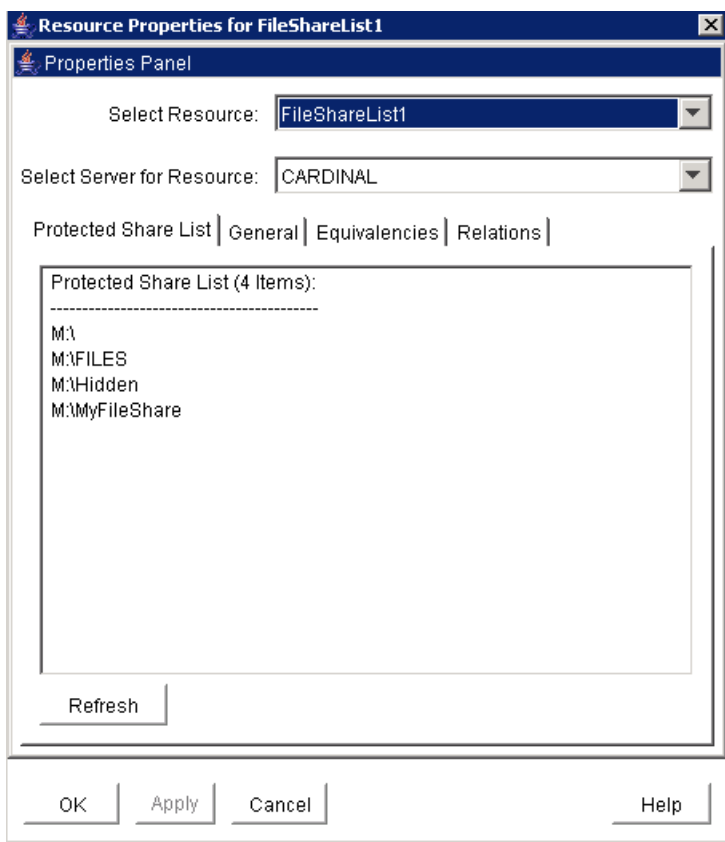 Resource Properties for FileShareList1
Properties Panel
Select Resource: FileShareList1
Select Server for Resource: CARDINAL
Protected Share List General Equivalencies Relations
Protected Share List (4 Items):
------------------------------------------
M:\
M:\FILES
M:\Hidden
M:\MyFileShare
Refresh
OK Apply Cancel Help